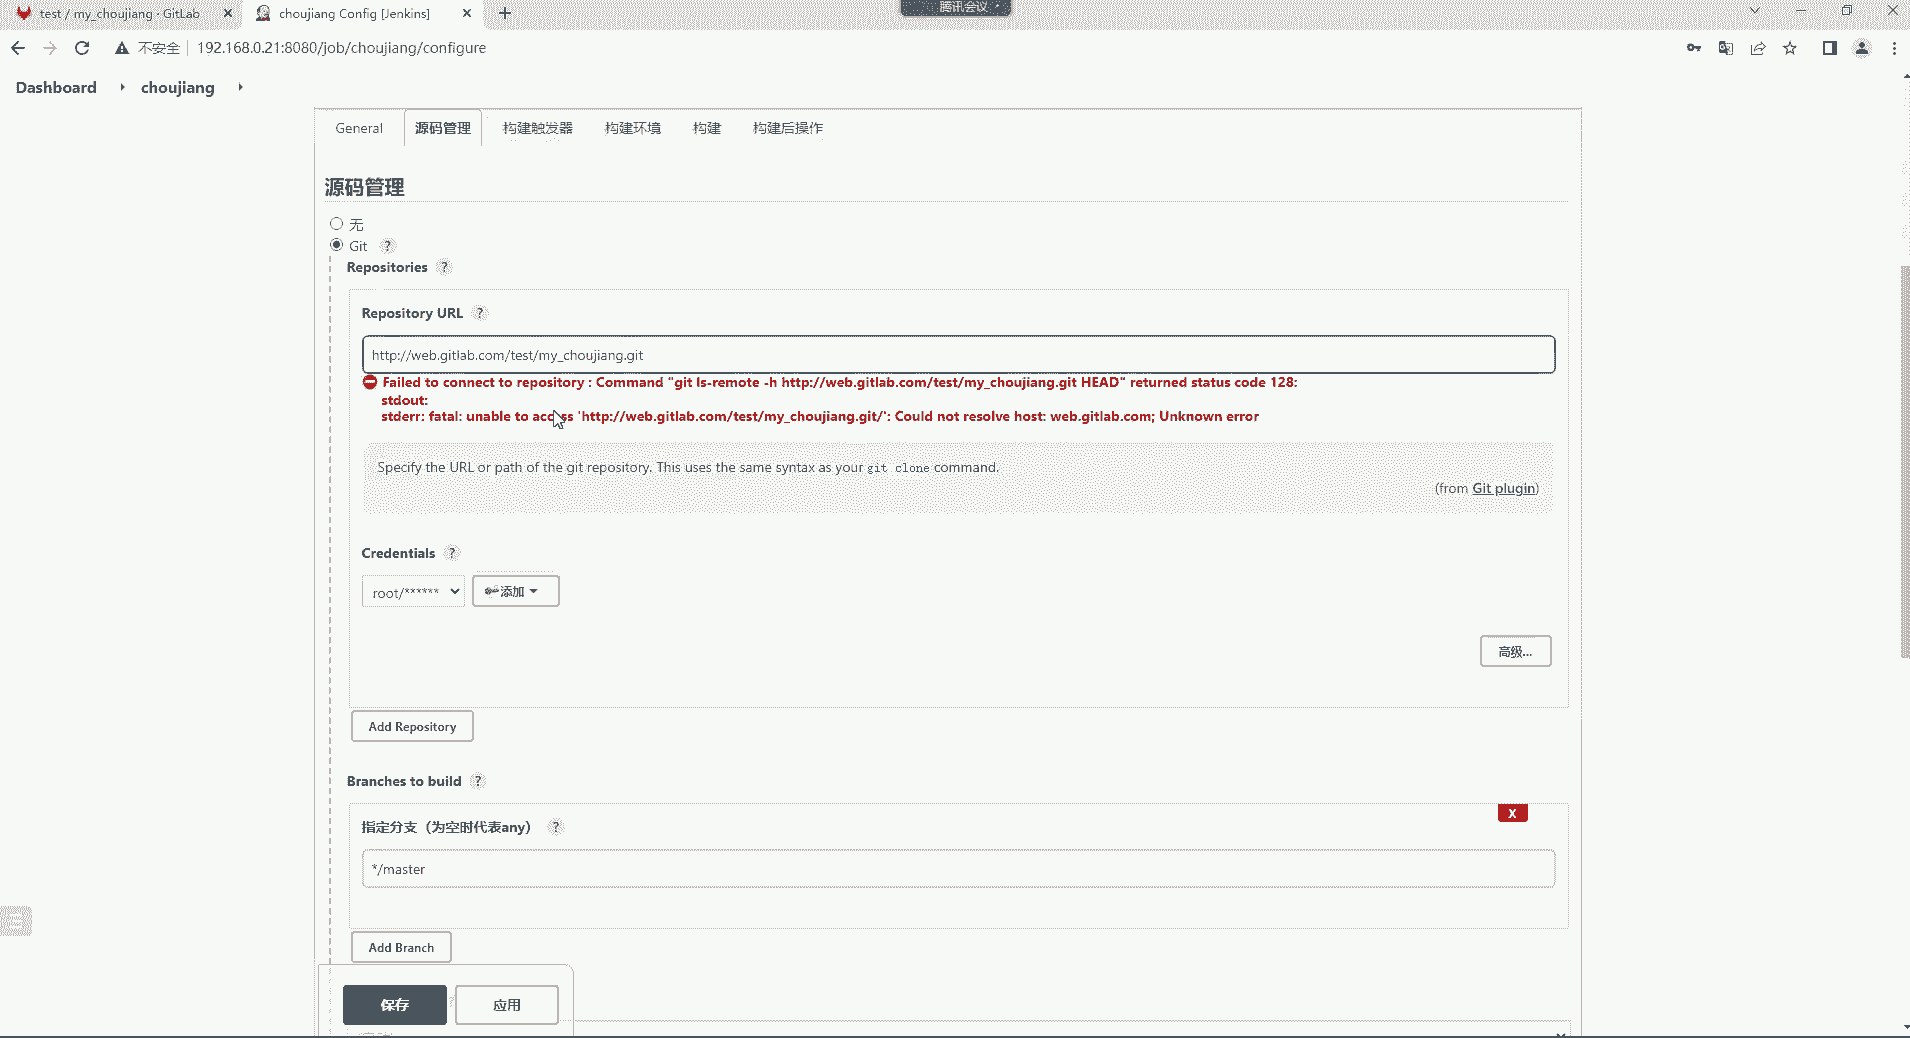 test / my_choujiang · GitLab
choujiang Config [Jenkins]
腾讯会议
不安全
192.168.0.21:8080/job/choujiang/configure
Dashboard
choujiang
General
源码管理
构建触发器
构建环境
构建
构建后操作
源码管理
无
Git ?
Repositories ?
Repository URL ?
http://web.gitlab.com/test/my_choujiang.git
Failed to connect to repository : Command "git ls-remote -h http://web.gitlab.com/test/my_choujiang.git HEAD" returned status code 128:
stdout:
stderr: fatal: unable to access 'http://web.gitlab.com/test/my_choujiang.git/': Could not resolve host: web.gitlab.com; Unknown error
Specify the URL or path of the git repository. This uses the same syntax as your git clone command.
(from Git plugin)
Credentials ?
root/******
添加
高级...
Add Repository
Branches to build ?
X
指定分支（为空时代表any） ?
*/master
Add Branch
保存
应用